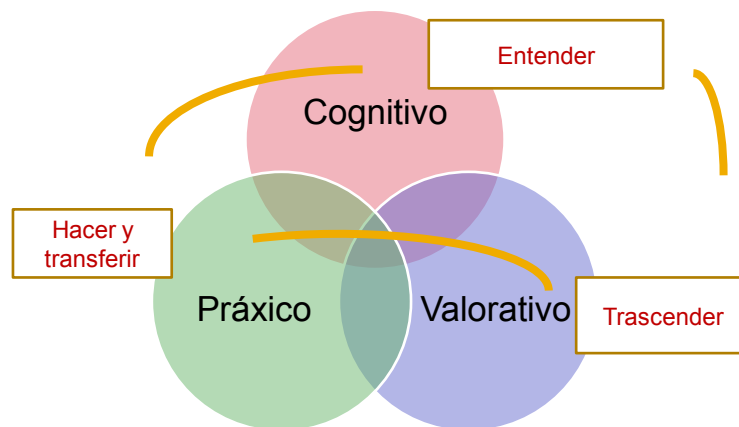 Entender
Cognitivo
Hacer y
transferir
Práxico
Valorativo
Trascender